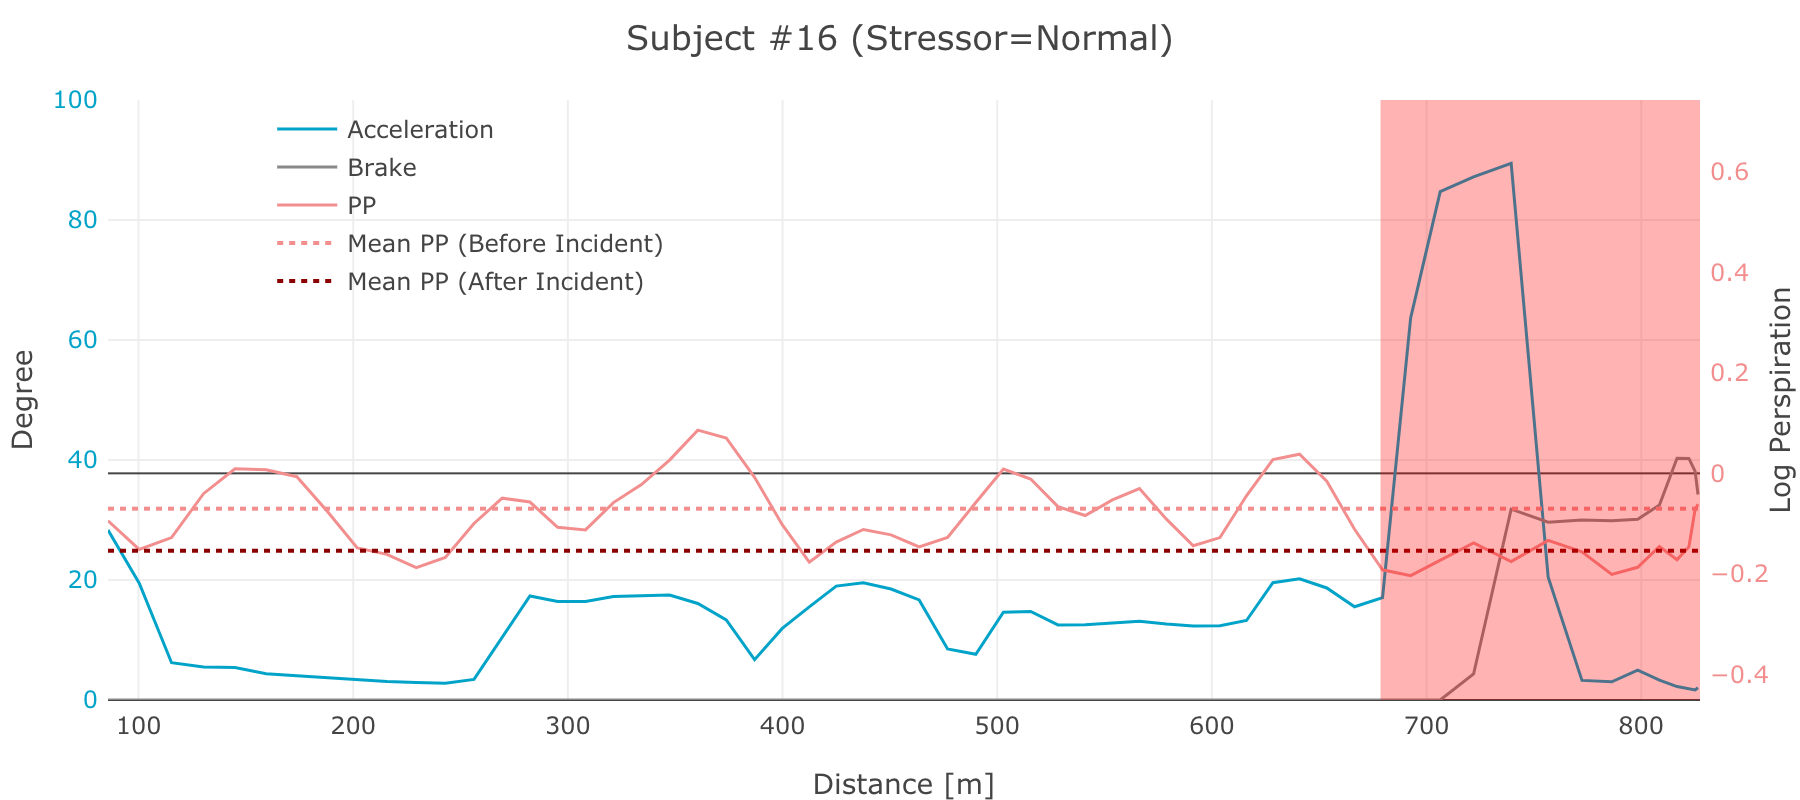 Subject #16 (Stressor=Normal)
Acceleration
Brake
PP
Mean PP (Before Incident)
Mean PP (After Incident)
Degree
100
80
60
40
20
0
Log Perspiration
0.6
0.4
0.2
0
−0.2
−0.4
100 200 300 400 500 600 700 800
Distance [m]